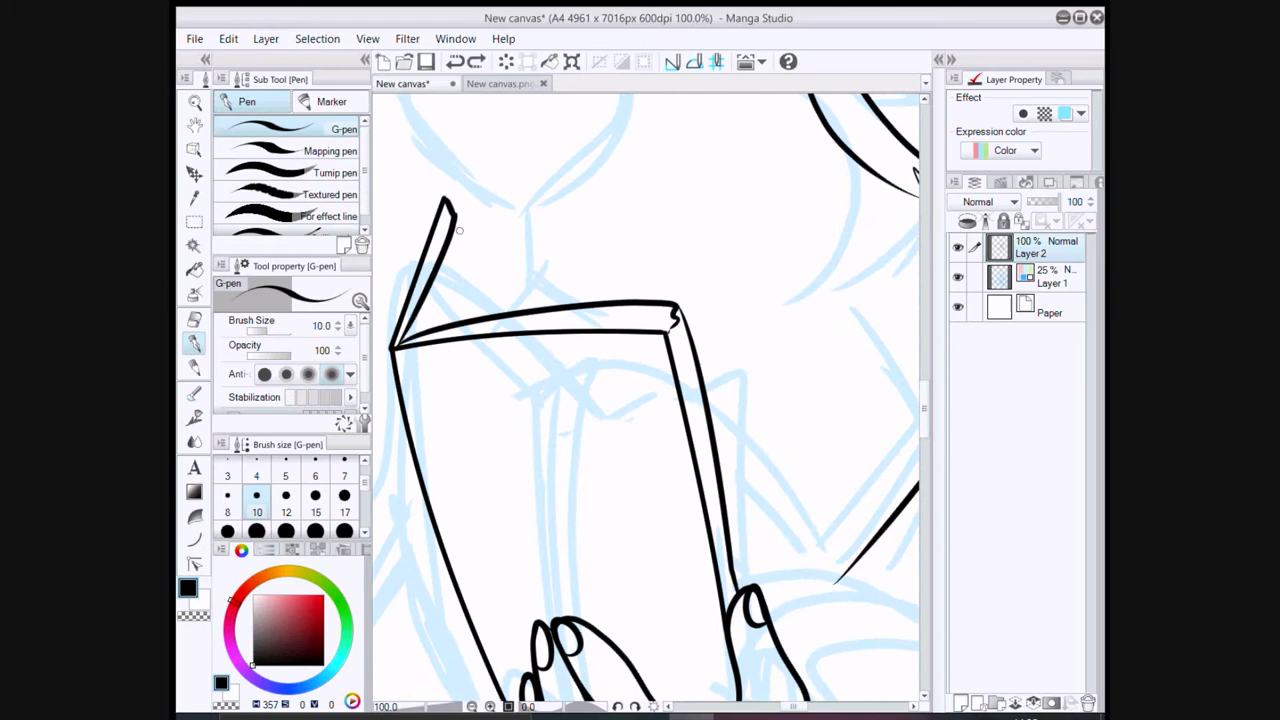 New canvas* (A4 4961 x 7016px 600dpi 100.0%) - Manga Studio
File Edit Layer Selection View Filter Window Help
Sub Tool [Pen]
New canvas*
New canvas.pn
Layer Property
Pen
Marker
Effect
G-pen
Mapping pen
Turnip pen
Textured pen
For effect line
Expression color
Color
Normal
100
100 % Normal
Layer 2
25 % N...
Layer 1
Paper
Tool property [G-pen]
G-pen
Brush Size 10.0
Opacity 100
Anti-
Stabilization
Brush size [G-pen]
3 4 5 6 7
8 10 12 15 17
H 357 S 0 V 0
100.0
0.0